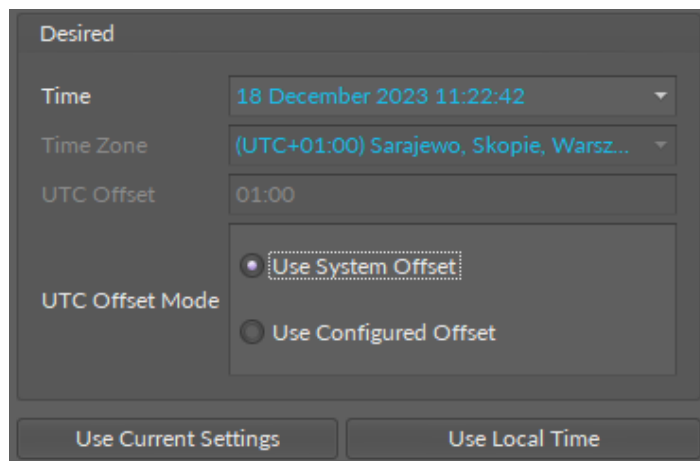 Desired
Time 18 December 2023 11:22:42
Time Zone (UTC+01:00) Sarajewo, Skopie, Warsz...
UTC Offset 01:00
Use System Offset
UTC Offset Mode
Use Configured Offset
Use Current Settings Use Local Time